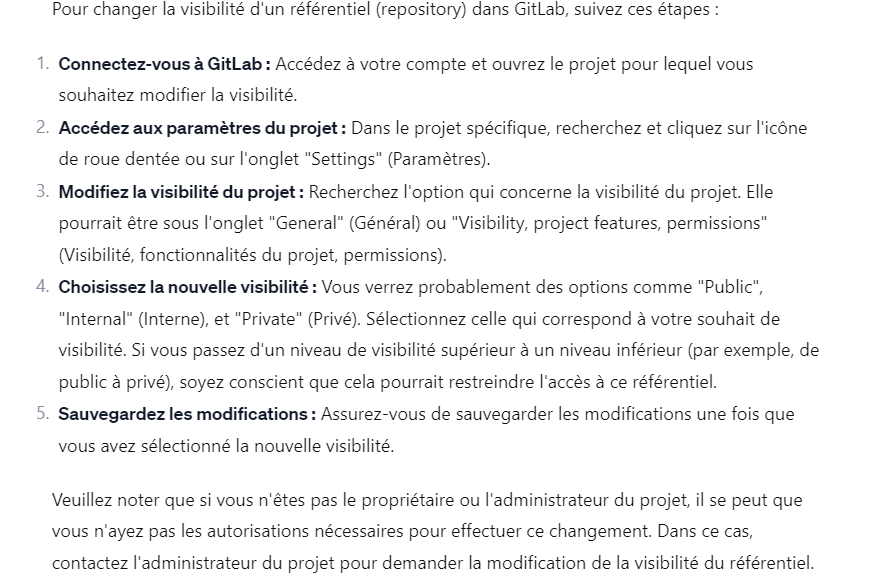 Pour changer la visibilité d'un référentiel (repository) dans GitLab, suivez ces étapes :
1. Connectez-vous à GitLab : Accédez à votre compte et ouvrez le projet pour lequel vous
souhaitez modifier la visibilité.
2. Accédez aux paramètres du projet : Dans le projet spécifique, recherchez et cliquez sur l'icône
de roue dentée ou sur l'onglet "Settings" (Paramètres).
3. Modifiez la visibilité du projet : Recherchez l'option qui concerne la visibilité du projet. Elle
pourrait être sous l'onglet "General" (Général) ou "Visibility, project features, permissions"
(Visibilité, fonctionnalités du projet, permissions).
4. Choisissez la nouvelle visibilité : Vous verrez probablement des options comme "Public",
"Internal" (Interne), et "Private" (Privé). Sélectionnez celle qui correspond à votre souhait de
visibilité. Si vous passez d'un niveau de visibilité supérieur à un niveau inférieur (par exemple, de
public à privé), soyez conscient que cela pourrait restreindre l'accès à ce référentiel.
5. Sauvegardez les modifications : Assurez-vous de sauvegarder les modifications une fois que
vous avez sélectionné la nouvelle visibilité.
Veuillez noter que si vous n'êtes pas le propriétaire ou l'administrateur du projet, il se peut que
vous n'ayez pas les autorisations nécessaires pour effectuer ce changement. Dans ce cas,
contactez l'administrateur du projet pour demander la modification de la visibilité du référentiel.